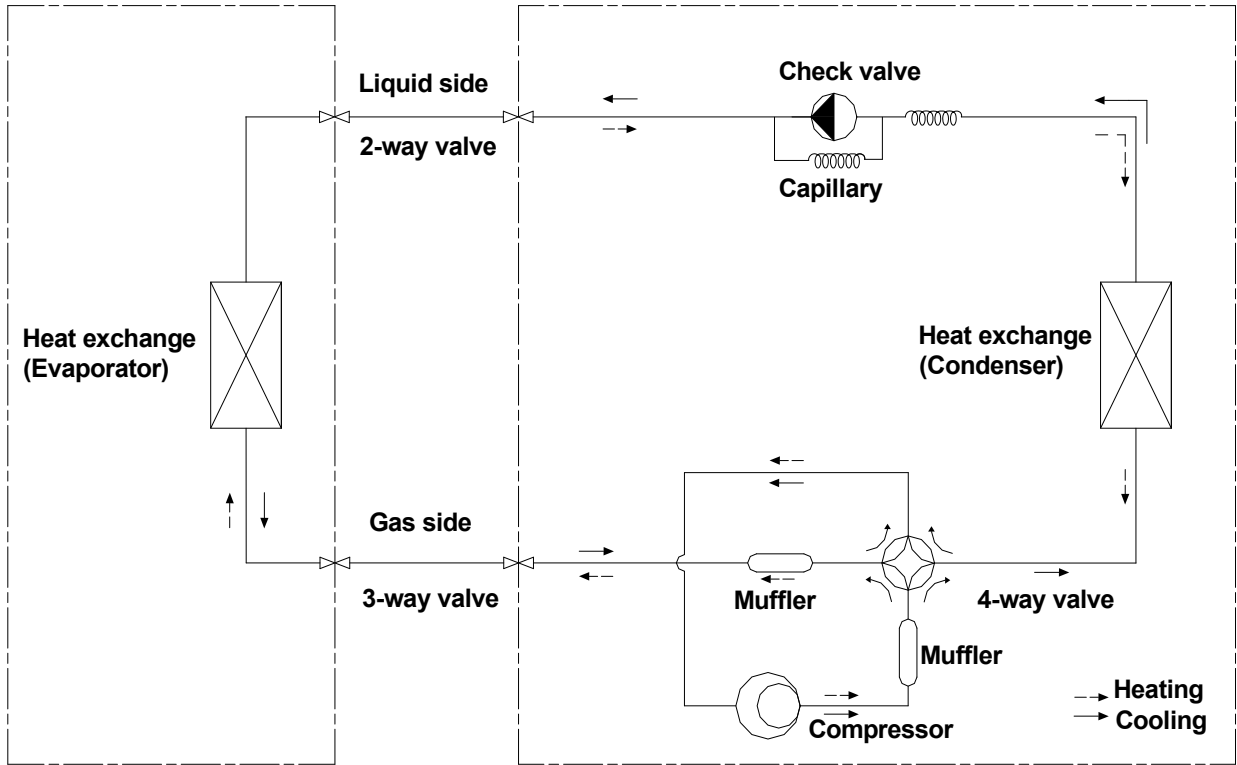 Check valve
Liquid side
2-way valve
Capillary
Heat exchange
(Evaporator)
Heat exchange
(Condenser)
Gas side
3-way valve
Muffler
4-way valve
Muffler
Compressor
Heating
Cooling